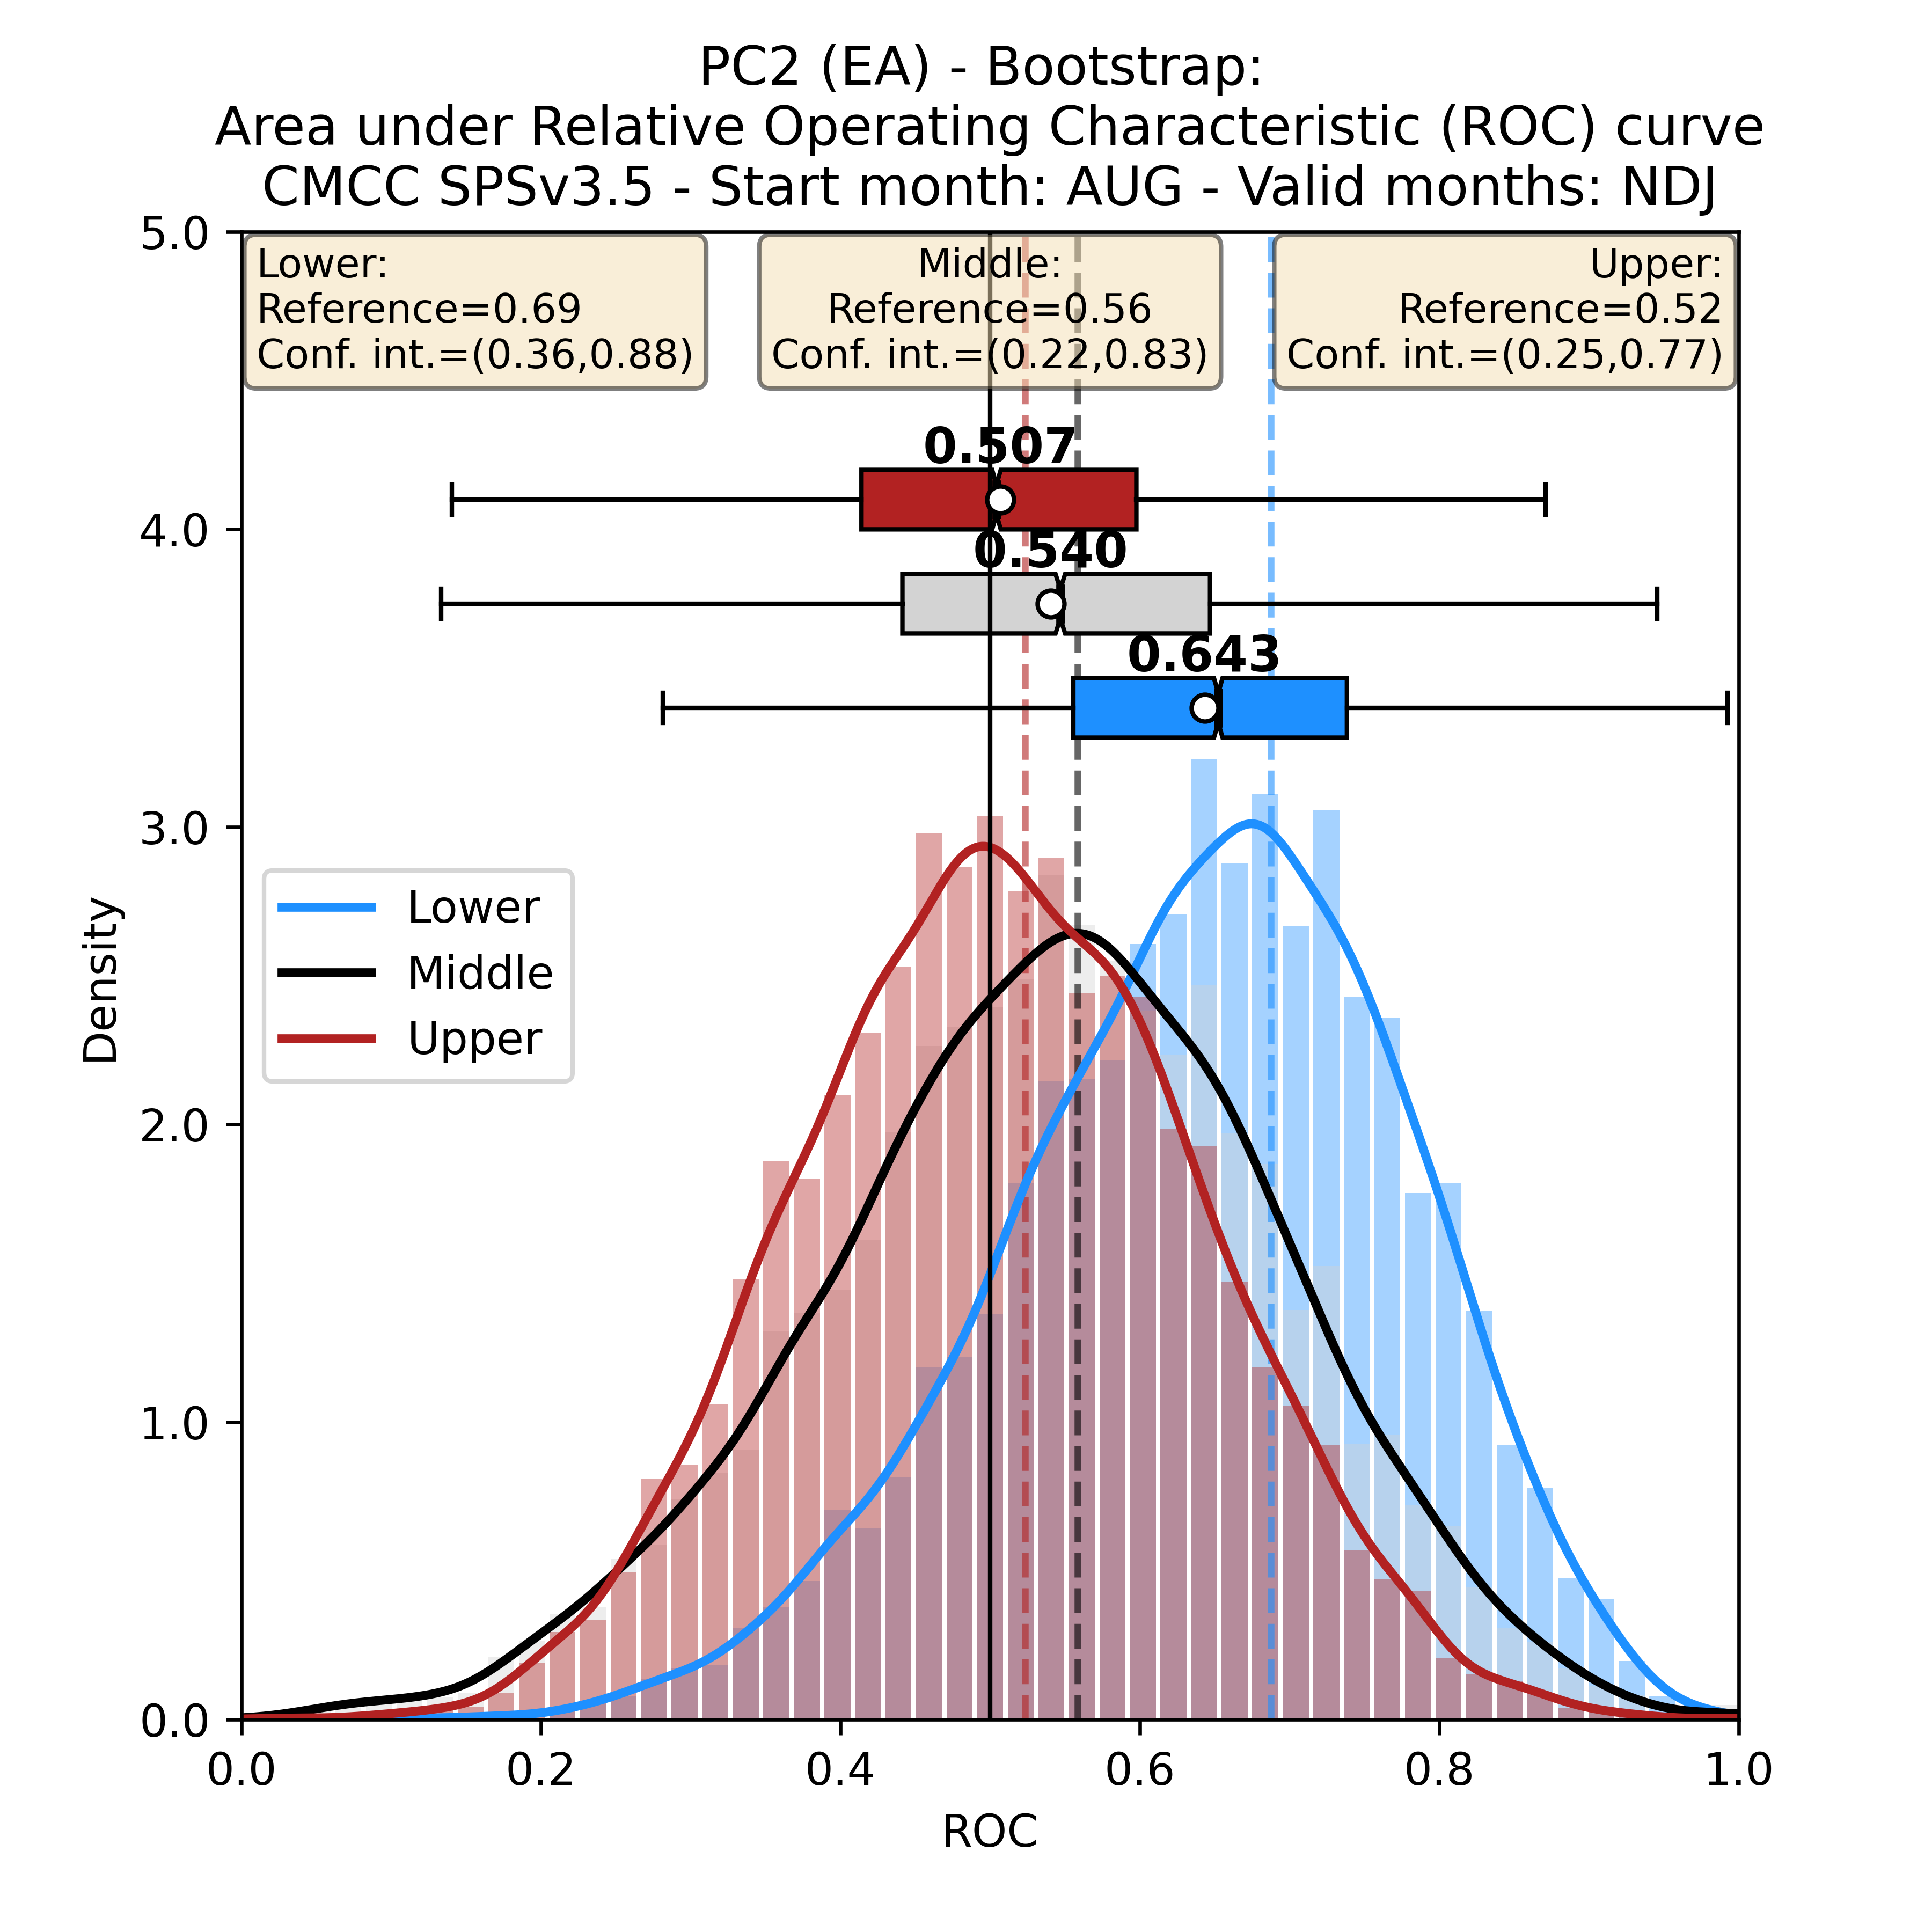 PC2 (EA) - Bootstrap:
Area under Relative Operating Characteristic (ROC) curve
CMCC SPSv3.5 - Start month: AUG - Valid months: NDJ
Lower:
Reference=0.69
Conf. int.=(0.36,0.88)
Middle:
Reference=0.56
Conf. int.=(0.22,0.83)
Upper:
Reference=0.52
Conf. int.=(0.25,0.77)
0.507
0.540
0.643
Lower
Middle
Upper
Density
5.0
4.0
3.0
2.0
1.0
0.0
0.0
0.2
0.4
0.6
0.8
1.0
ROC